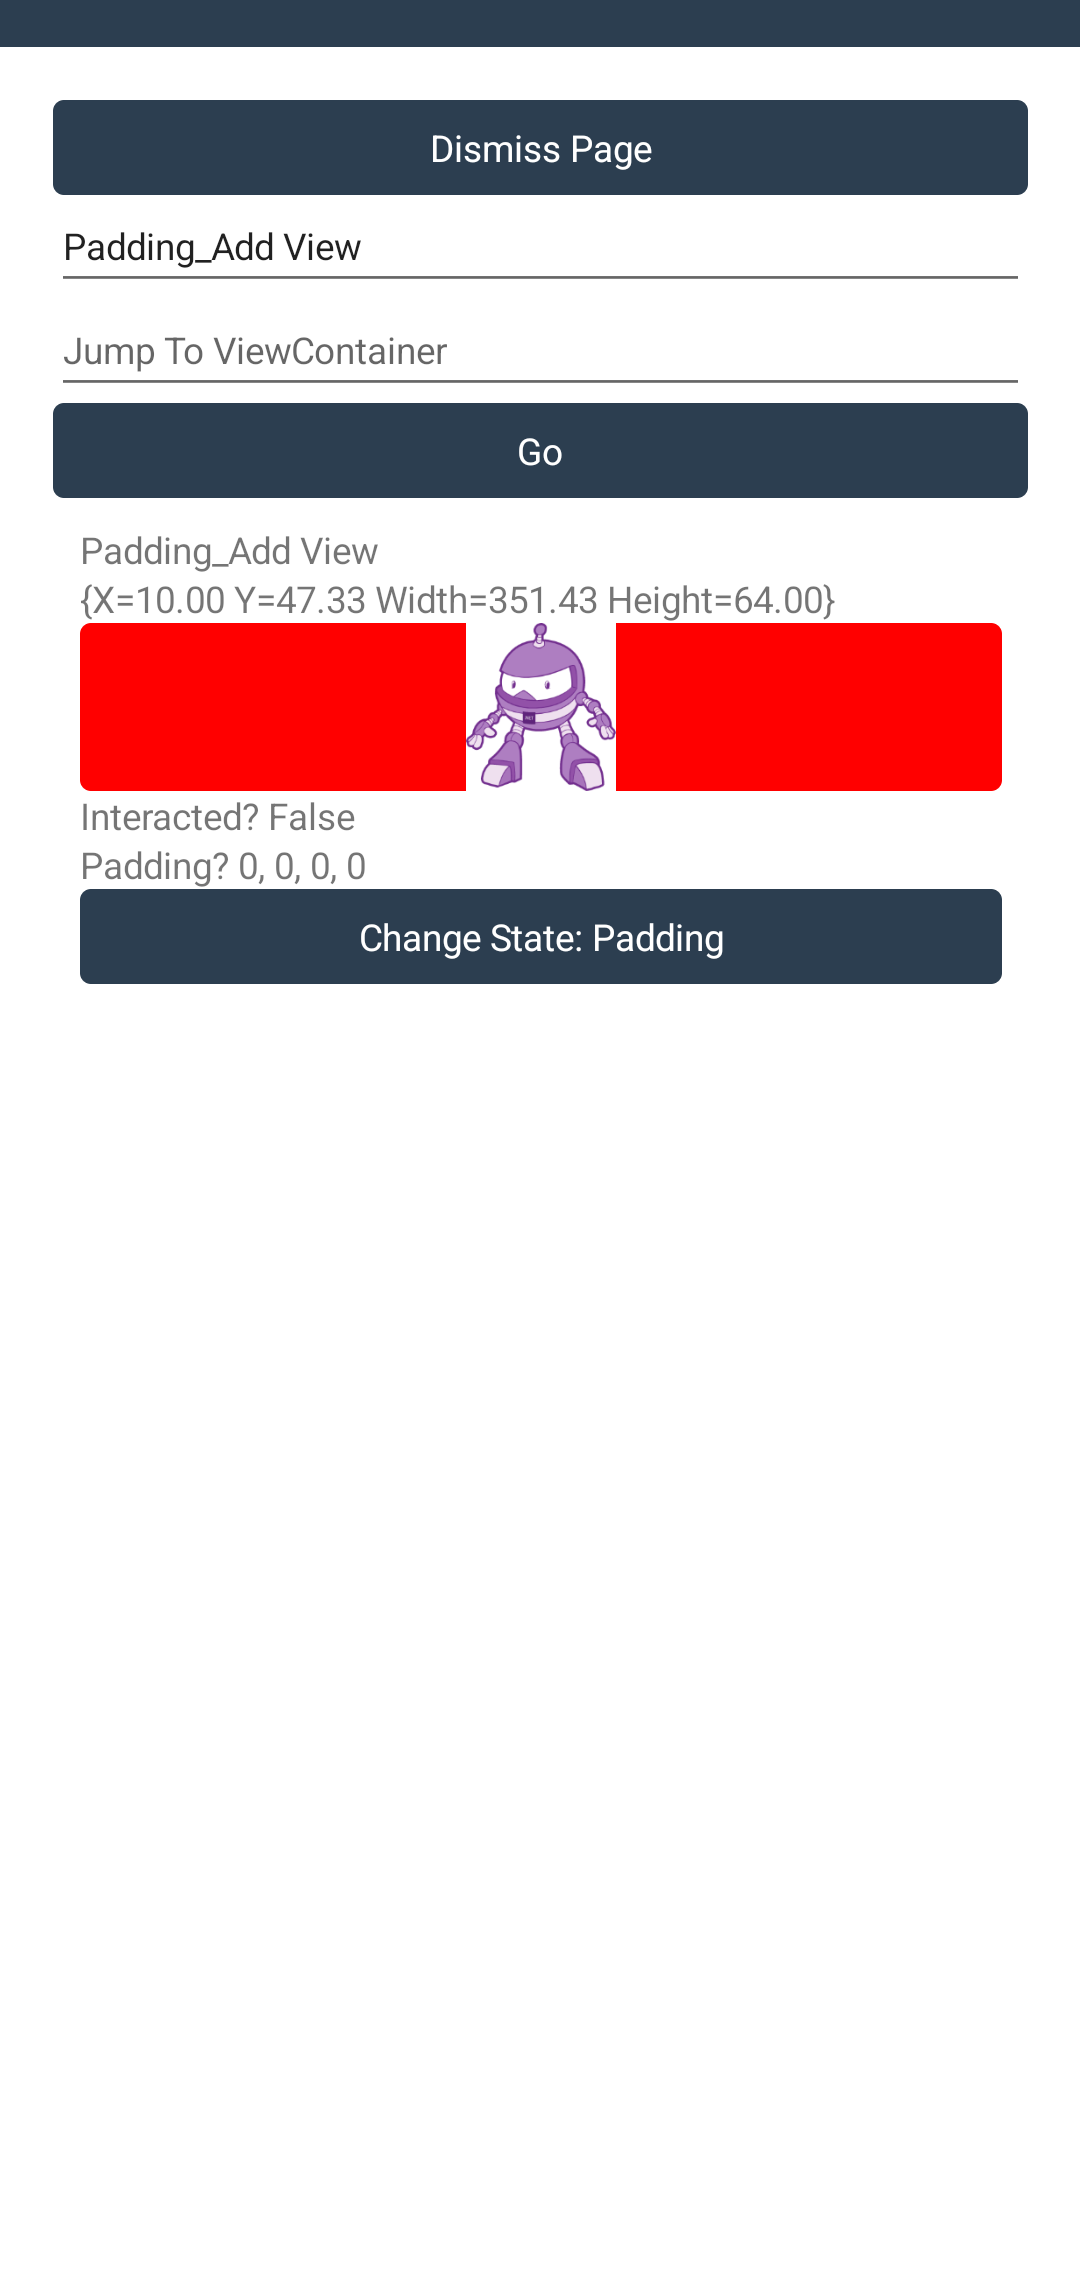 Dismiss Page
Padding_Add View
Jump To ViewContainer
Go
Padding_Add View
{X=10.00 Y=47.33 Width=351.43 Height=64.00}
Interacted? False
Padding? 0, 0, 0, 0
Change State: Padding